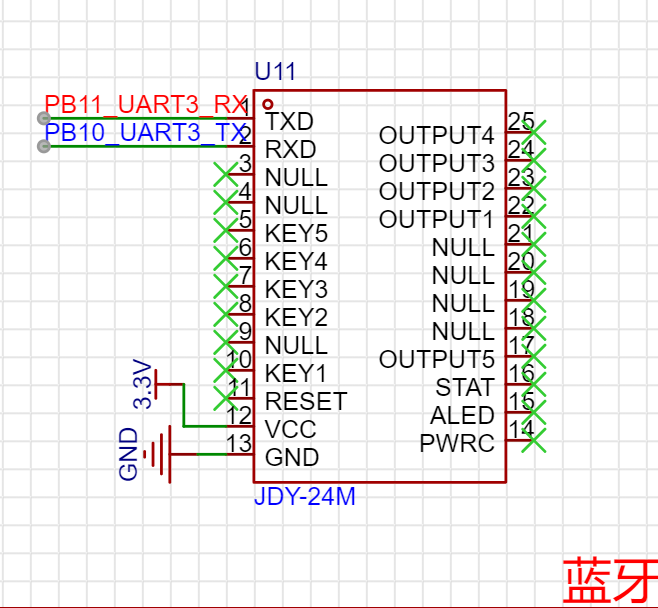 U11
PB11_UART3_RX
1
TXD
PB10_UART3_TX
2
RXD
3
NULL
4
NULL
5
KEY5
6
KEY4
7
KEY3
8
KEY2
9
NULL
10
KEY1
11
RESET
3.3V
12
VCC
GND
13
GND
25
OUTPUT4
24
OUTPUT3
23
OUTPUT2
22
OUTPUT1
21
NULL
20
NULL
19
NULL
18
NULL
17
OUTPUT5
16
STAT
15
ALED
14
PWRC
JDY-24M
蓝牙